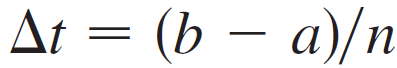 Δt = (b − a)/n